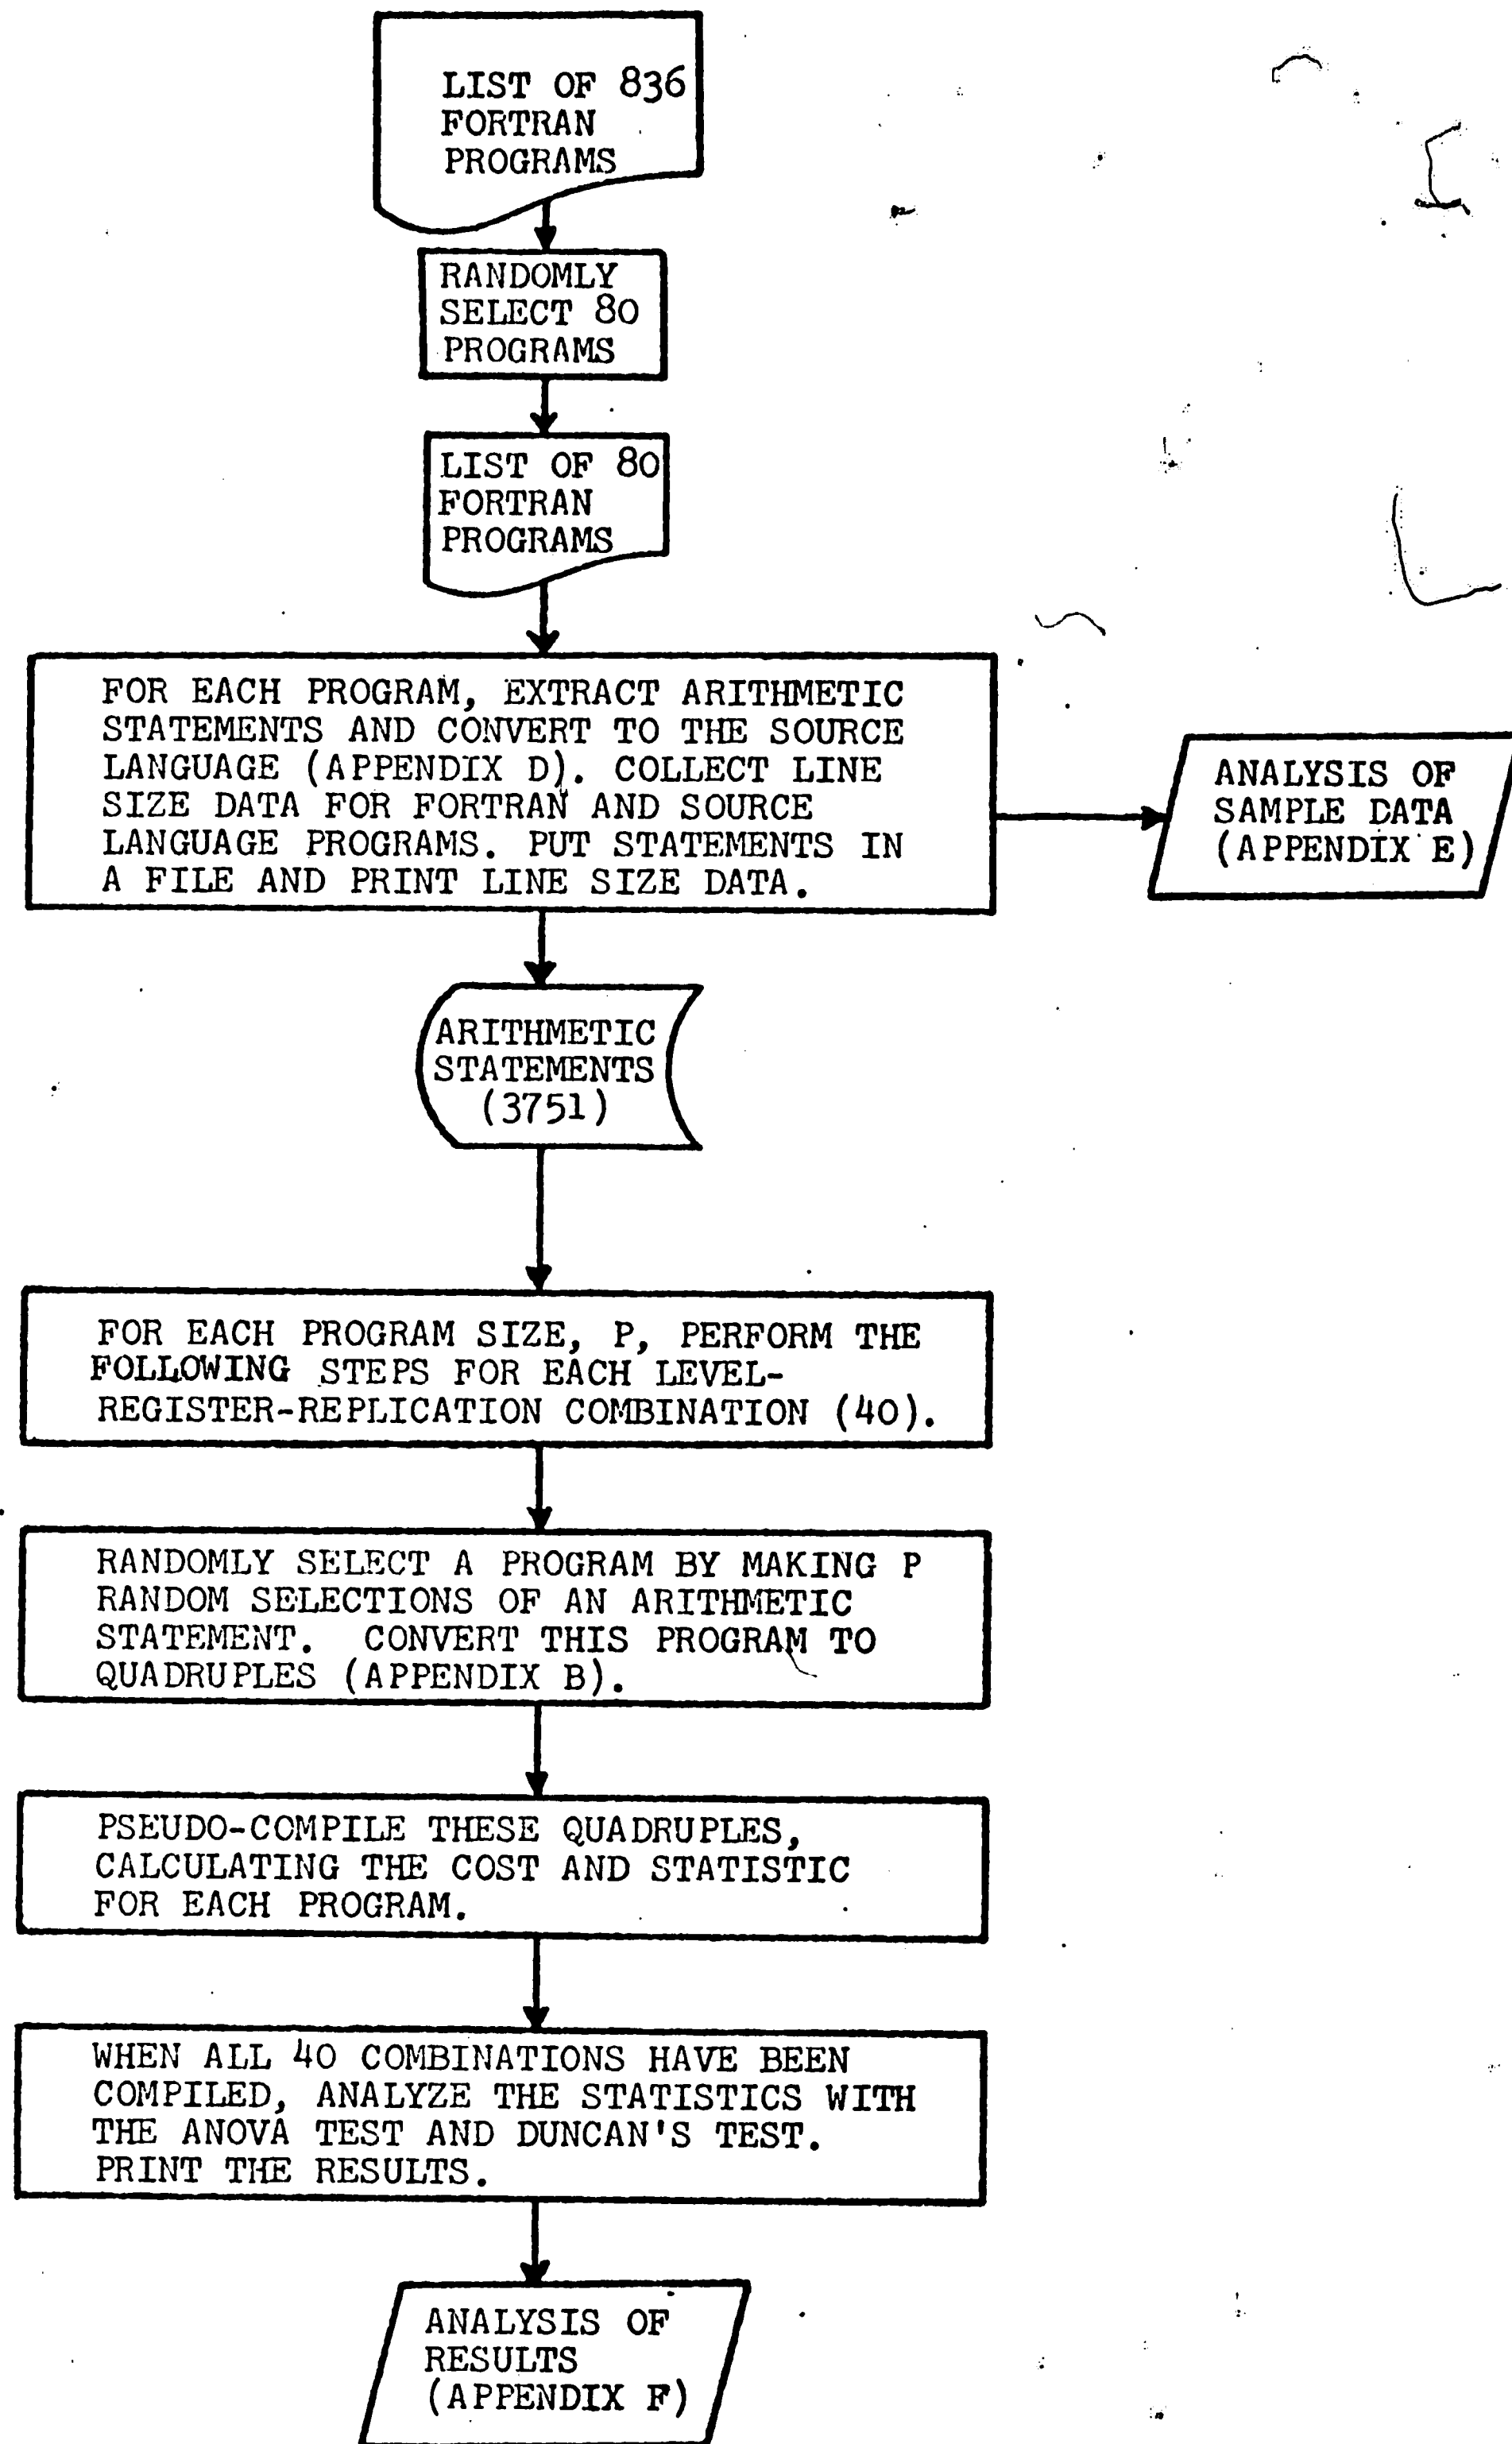 LIST OF 836
FORTRAN
PROGRAMS
RANDOMLY
SELECT 80
PROGRAMS
LIST OF 80
FORTRAN
PROGRAMS
FOR EACH PROGRAM, EXTRACT ARITHMETIC
STATEMENTS AND CONVERT TO THE SOURCE
LANGUAGE (APPENDIX D). COLLECT LINE
SIZE DATA FOR FORTRAN AND SOURCE
LANGUAGE PROGRAMS. PUT STATEMENTS IN
A FILE AND PRINT LINE SIZE DATA.
ANALYSIS OF
SAMPLE DATA
(APPENDIX E)
ARITHMETIC
STATEMENTS
(3751)
FOR EACH PROGRAM SIZE, P, PERFORM THE
FOLLOWING STEPS FOR EACH LEVEL-
REGISTER-REPLICATION COMBINATION (40).
RANDOMLY SELECT A PROGRAM BY MAKING P
RANDOM SELECTIONS OF AN ARITHMETIC
STATEMENT. CONVERT THIS PROGRAM TO
QUADRUPLES (APPENDIX B).
PSEUDO-COMPILE THESE QUADRUPLES,
CALCULATING THE COST AND STATISTIC
FOR EACH PROGRAM.
WHEN ALL 40 COMBINATIONS HAVE BEEN
COMPILED, ANALYZE THE STATISTICS WITH
THE ANOVA TEST AND DUNCAN'S TEST.
PRINT THE RESULTS.
ANALYSIS OF
RESULTS
(APPENDIX F)